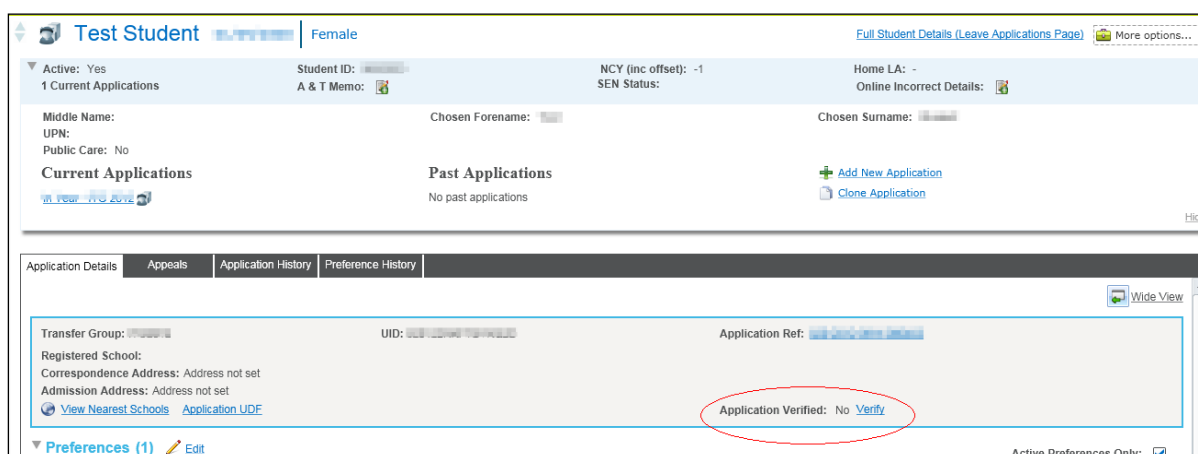 Test Student Female Full Student Details (Leave Applications Page) More options...
Active: Yes Student ID: NCY (inc offset): -1 Home LA: -
1 Current Applications A & T Memo: SEN Status: Online Incorrect Details:
Middle Name: Chosen Forename: Chosen Surname:
UPN:
Public Care: No
Current Applications Past Applications Add New Application
No past applications Clone Application
Application Details Appeals Application History Preference History
Wide View
Transfer Group: UID: Application Ref:
Registered School:
Correspondence Address: Address not set
Admission Address: Address not set
View Nearest Schools Application UDF Application Verified: No Verify
Preferences (1) Edit Active Preferences Only: